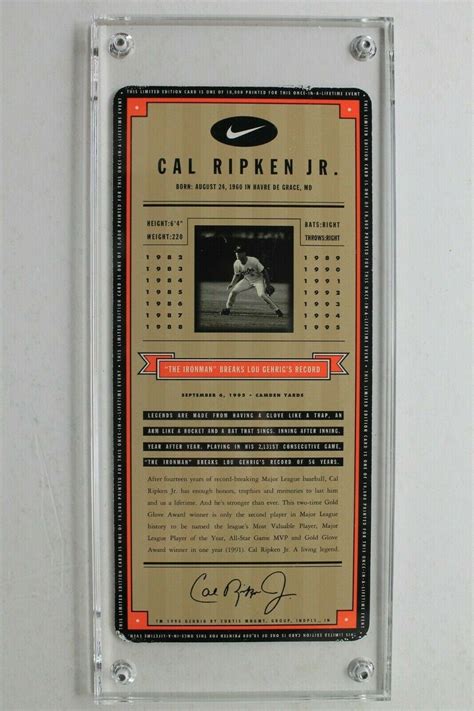 THIS LIMITED EDITION CARD IS ONE OF 10,000 PRINTED FOR THIS ONCE-IN-A-LIFETIME EVENT
CAL RIPKEN JR.
BORN: AUGUST 24, 1960 IN HAVRE DE GRACE, MD
HEIGHT:6'4" BATS:RIGHT
WEIGHT:220 THROWS:RIGHT
1982 1989
1983 1990
1984 1991
1985 1992
1986 1993
1987 1994
1988 1995
"THE IRONMAN" BREAKS LOU GEHRIG'S RECORD
SEPTEMBER 6, 1995 • CAMDEN YARDS
LEGENDS ARE MADE FROM HAVING A GLOVE LIKE A TRAP, AN
ARM LIKE A ROCKET AND A BAT THAT SINGS. INNING AFTER INNING.
YEAR AFTER YEAR. PLAYING IN HIS 2,131ST CONSECUTIVE GAME,
"THE IRONMAN" BREAKS LOU GEHRIG'S RECORD OF 56 YEARS.
After fourteen years of record-breaking Major League baseball, Cal
Ripken Jr. has enough honors, trophies and memories to last him
and us a lifetime. And he's stronger than ever. This two-time Gold
Glove Award winner is only the second player in Major League
history to be named the league's Most Valuable Player, Major
League Player of the Year, All-Star Game MVP and Gold Glove
Award winner in one year (1991). Cal Ripken Jr. A living legend.
Cal Ripken Jr.
GEHRIG BY CURTIS MNGMT. GROUP, INDPLS., IN